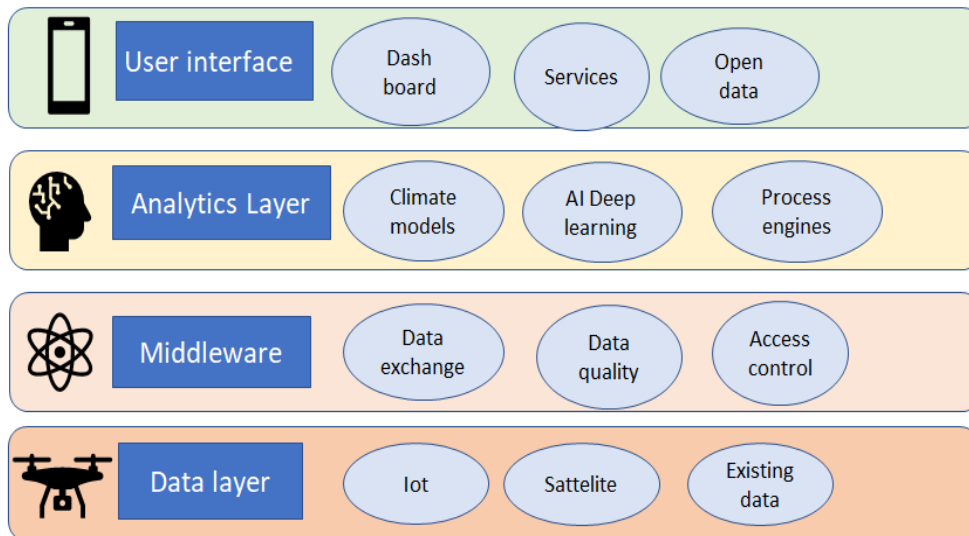 User interface
Dash
board
Services
Open
data
Analytics Layer
Climate
models
AI Deep
learning
Process
engines
Middleware
Data
exchange
Data
quality
Access
control
Data layer
Iot
Sattelite
Existing
data